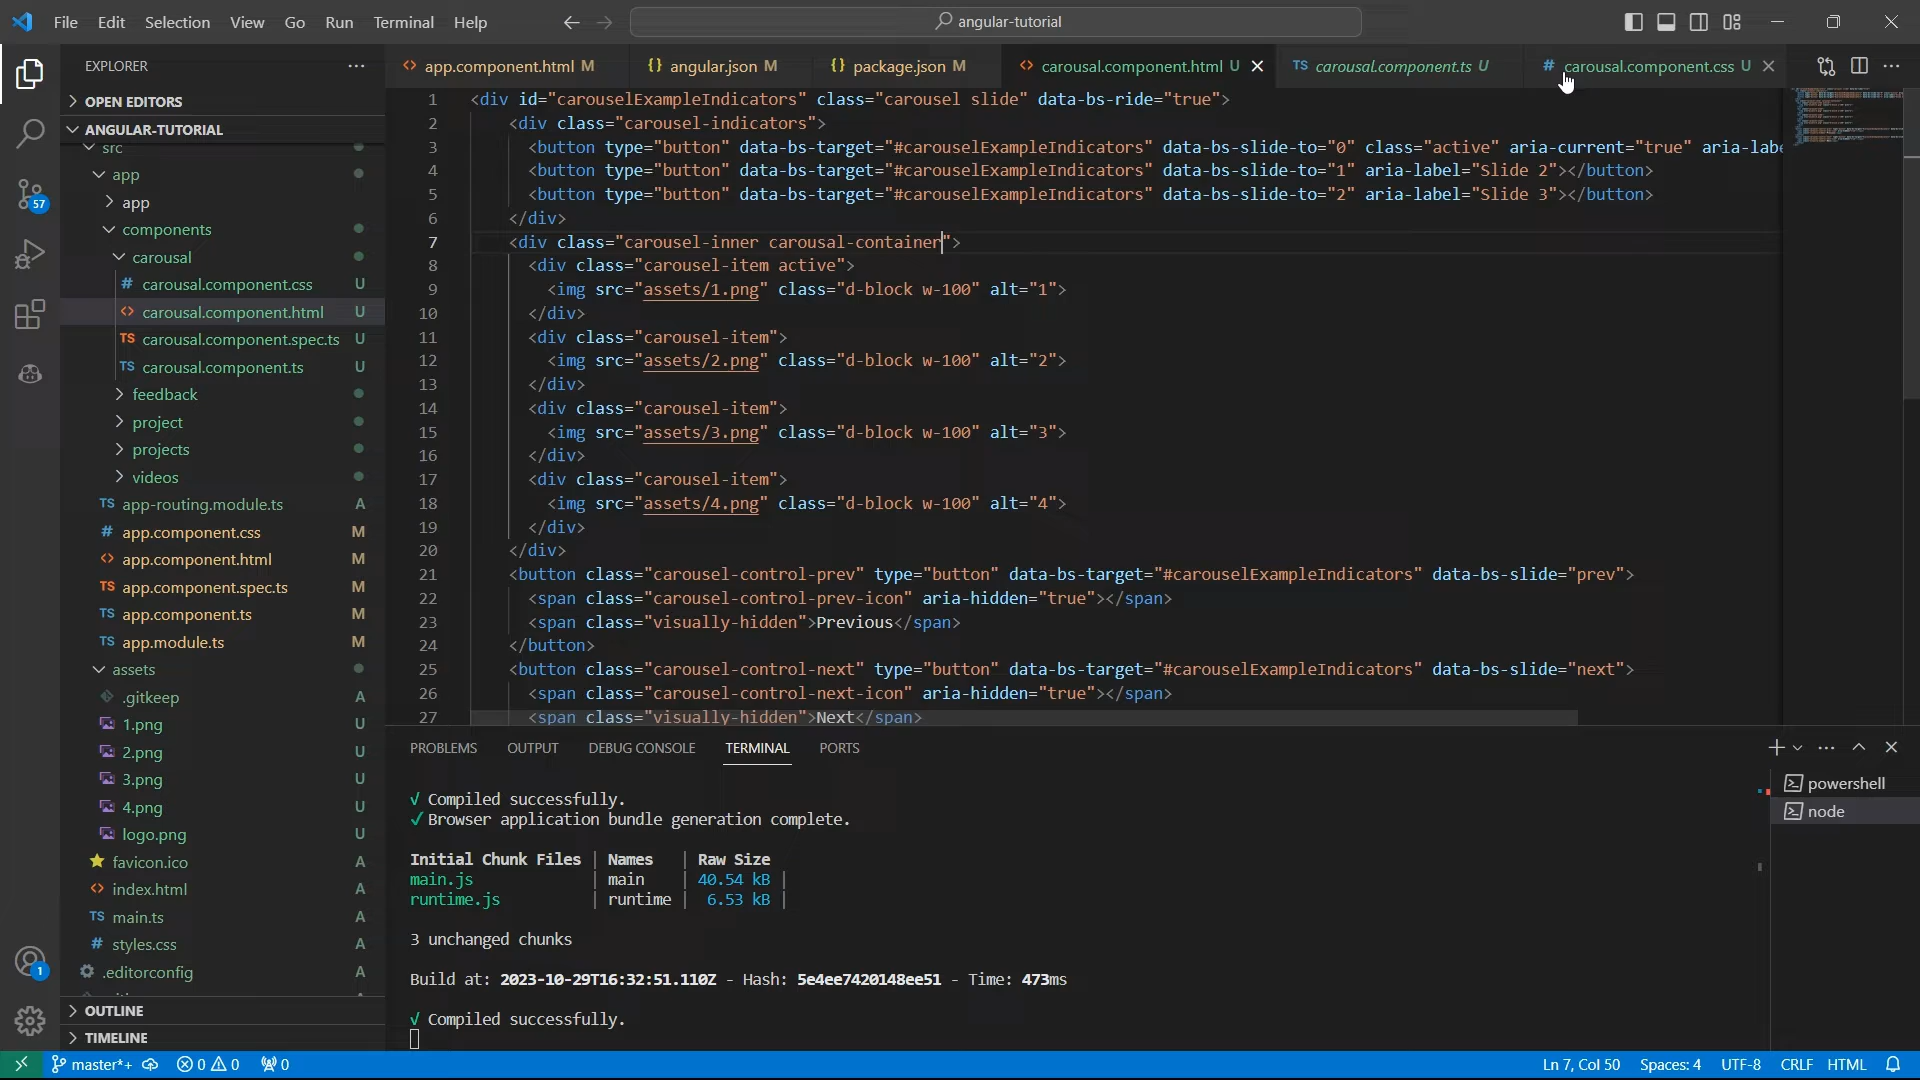 File Edit Selection View Go Run Terminal Help
angular-tutorial
EXPLORER
OPEN EDITORS
ANGULAR-TUTORIAL
src
app
app
components
carousal
# carousal.component.css U
<> carousal.component.html U
TS carousal.component.spec.ts U
TS carousal.component.ts U
feedback
project
projects
videos
TS app-routing.module.ts A
# app.component.css M
<> app.component.html M
TS app.component.spec.ts M
TS app.component.ts M
TS app.module.ts M
assets
.gitkeep A
1.png U
2.png U
3.png U
4.png U
logo.png U
favicon.ico A
<> index.html A
TS main.ts A
# styles.css A
.editorconfig A
OUTLINE
TIMELINE
57
1
<> app.component.html M {} angular.json M {} package.json M <> carousal.component.html U TS carousal.component.ts U # carousal.component.css U
1 <div id="carouselExampleIndicators" class="carousel slide" data-bs-ride="true">
2 <div class="carousel-indicators">
3 <button type="button" data-bs-target="#carouselExampleIndicators" data-bs-slide-to="0" class="active" aria-current="true" aria-labe
4 <button type="button" data-bs-target="#carouselExampleIndicators" data-bs-slide-to="1" aria-label="Slide 2"></button>
5 <button type="button" data-bs-target="#carouselExampleIndicators" data-bs-slide-to="2" aria-label="Slide 3"></button>
6 </div>
7 <div class="carousel-inner carousal-container">
8 <div class="carousel-item active">
9 <img src="assets/1.png" class="d-block w-100" alt="1">
10 </div>
11 <div class="carousel-item">
12 <img src="assets/2.png" class="d-block w-100" alt="2">
13 </div>
14 <div class="carousel-item">
15 <img src="assets/3.png" class="d-block w-100" alt="3">
16 </div>
17 <div class="carousel-item">
18 <img src="assets/4.png" class="d-block w-100" alt="4">
19 </div>
20 </div>
21 <button class="carousel-control-prev" type="button" data-bs-target="#carouselExampleIndicators" data-bs-slide="prev">
22 <span class="carousel-control-prev-icon" aria-hidden="true"></span>
23 <span class="visually-hidden">Previous</span>
24 </button>
25 <button class="carousel-control-next" type="button" data-bs-target="#carouselExampleIndicators" data-bs-slide="next">
26 <span class="carousel-control-next-icon" aria-hidden="true"></span>
27 <span class="visually-hidden">Next</span>
PROBLEMS OUTPUT DEBUG CONSOLE TERMINAL PORTS
powershell
node
√ Compiled successfully.
✓ Browser application bundle generation complete.
Initial Chunk Files | Names | Raw Size
main.js | main | 40.54 kB |
runtime.js | runtime | 6.53 kB |
3 unchanged chunks
Build at: 2023-10-29T16:32:51.110Z - Hash: 5e4ee7420148ee51 - Time: 473ms
√ Compiled successfully.
master*+ 0 0 0 Ln 7, Col 50 Spaces: 4 UTF-8 CRLF HTML